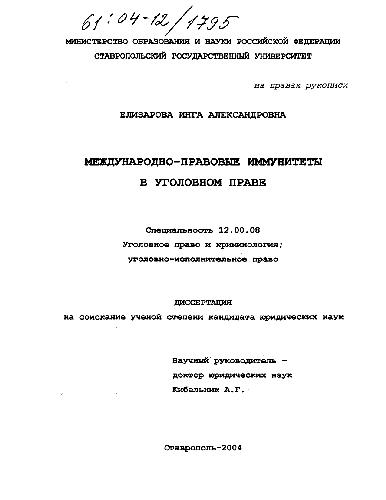 61:04-12/1795
МИНИСТЕРСТВО ОБРАЗОВАНИЯ И НАУКИ РОССИЙСКОЙ ФЕДЕРАЦИИ
СТАВРОПОЛЬСКИЙ ГОСУДАРСТВЕННЫЙ УНИВЕРСИТЕТ
на правах рукописи
ЕЛИЗАРОВА ИНГА АЛЕКСАНДРОВНА
МЕЖДУНАРОДНО-ПРАВОВЫЕ ИММУНИТЕТЫ
В УГОЛОВНОМ ПРАВЕ
Специальность 12.00.08
Уголовное право и криминология;
уголовно-исполнительное право
ДИССЕРТАЦИЯ
на соискание ученой степени кандидата юридических наук
Научный руководитель –
доктор юридических наук
Кибальник А.Г.
Ставрополь-2004